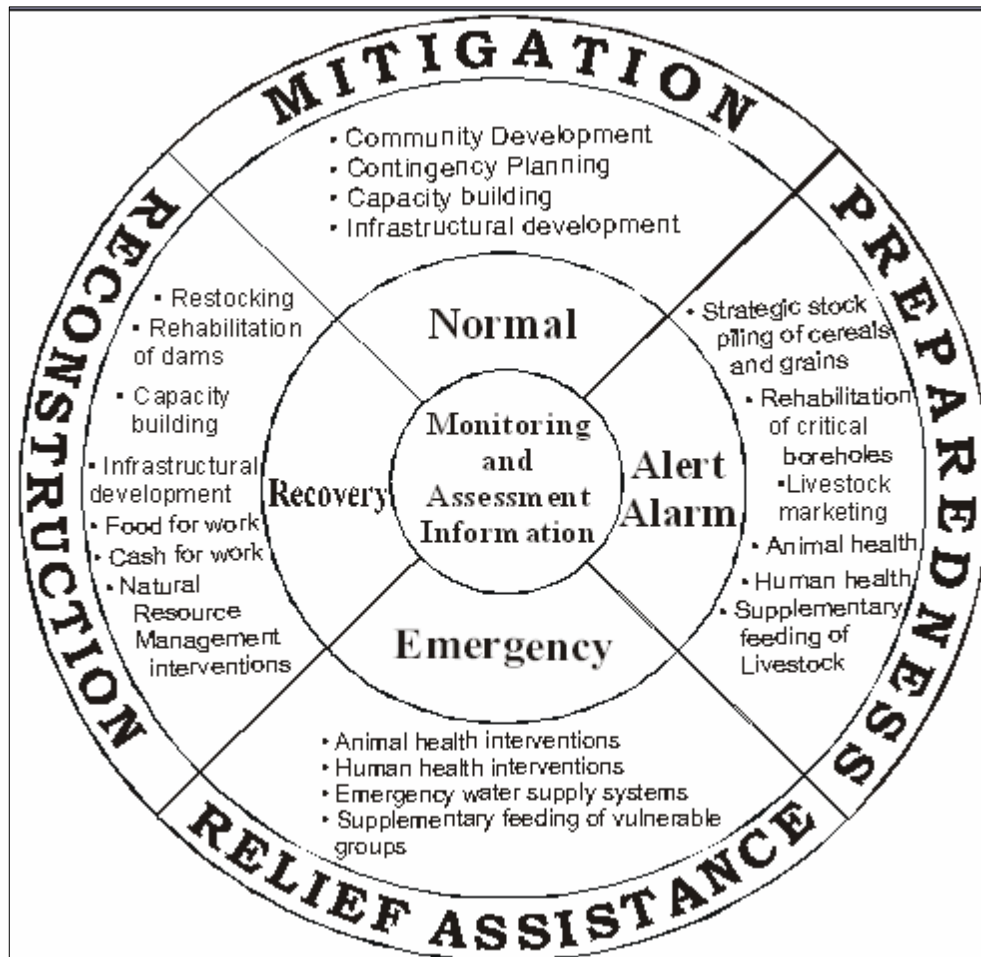 MITIGATION
• Community Development
• Contingency Planning
• Capacity building
• Infrastructural development
Normal
PREPAREDNESS
• Strategic stock
piling of cereals
and grains
• Rehabilitation
of critical
boreholes
• Livestock
marketing
• Animal health
• Human health
• Supplementary
feeding of
Livestock
Alert
Alarm
Monitoring
and
Assessment
Information
RECONSTRUCTION
• Restocking
• Rehabilitation
of dams
• Capacity
building
• Infrastructural
development
• Food for work
• Cash for work
• Natural
Resource
Management
interventions
Recovery
Emergency
• Animal health interventions
• Human health interventions
• Emergency water supply systems
• Supplementary feeding of vulnerable
groups
RELIEF ASSISTANCE